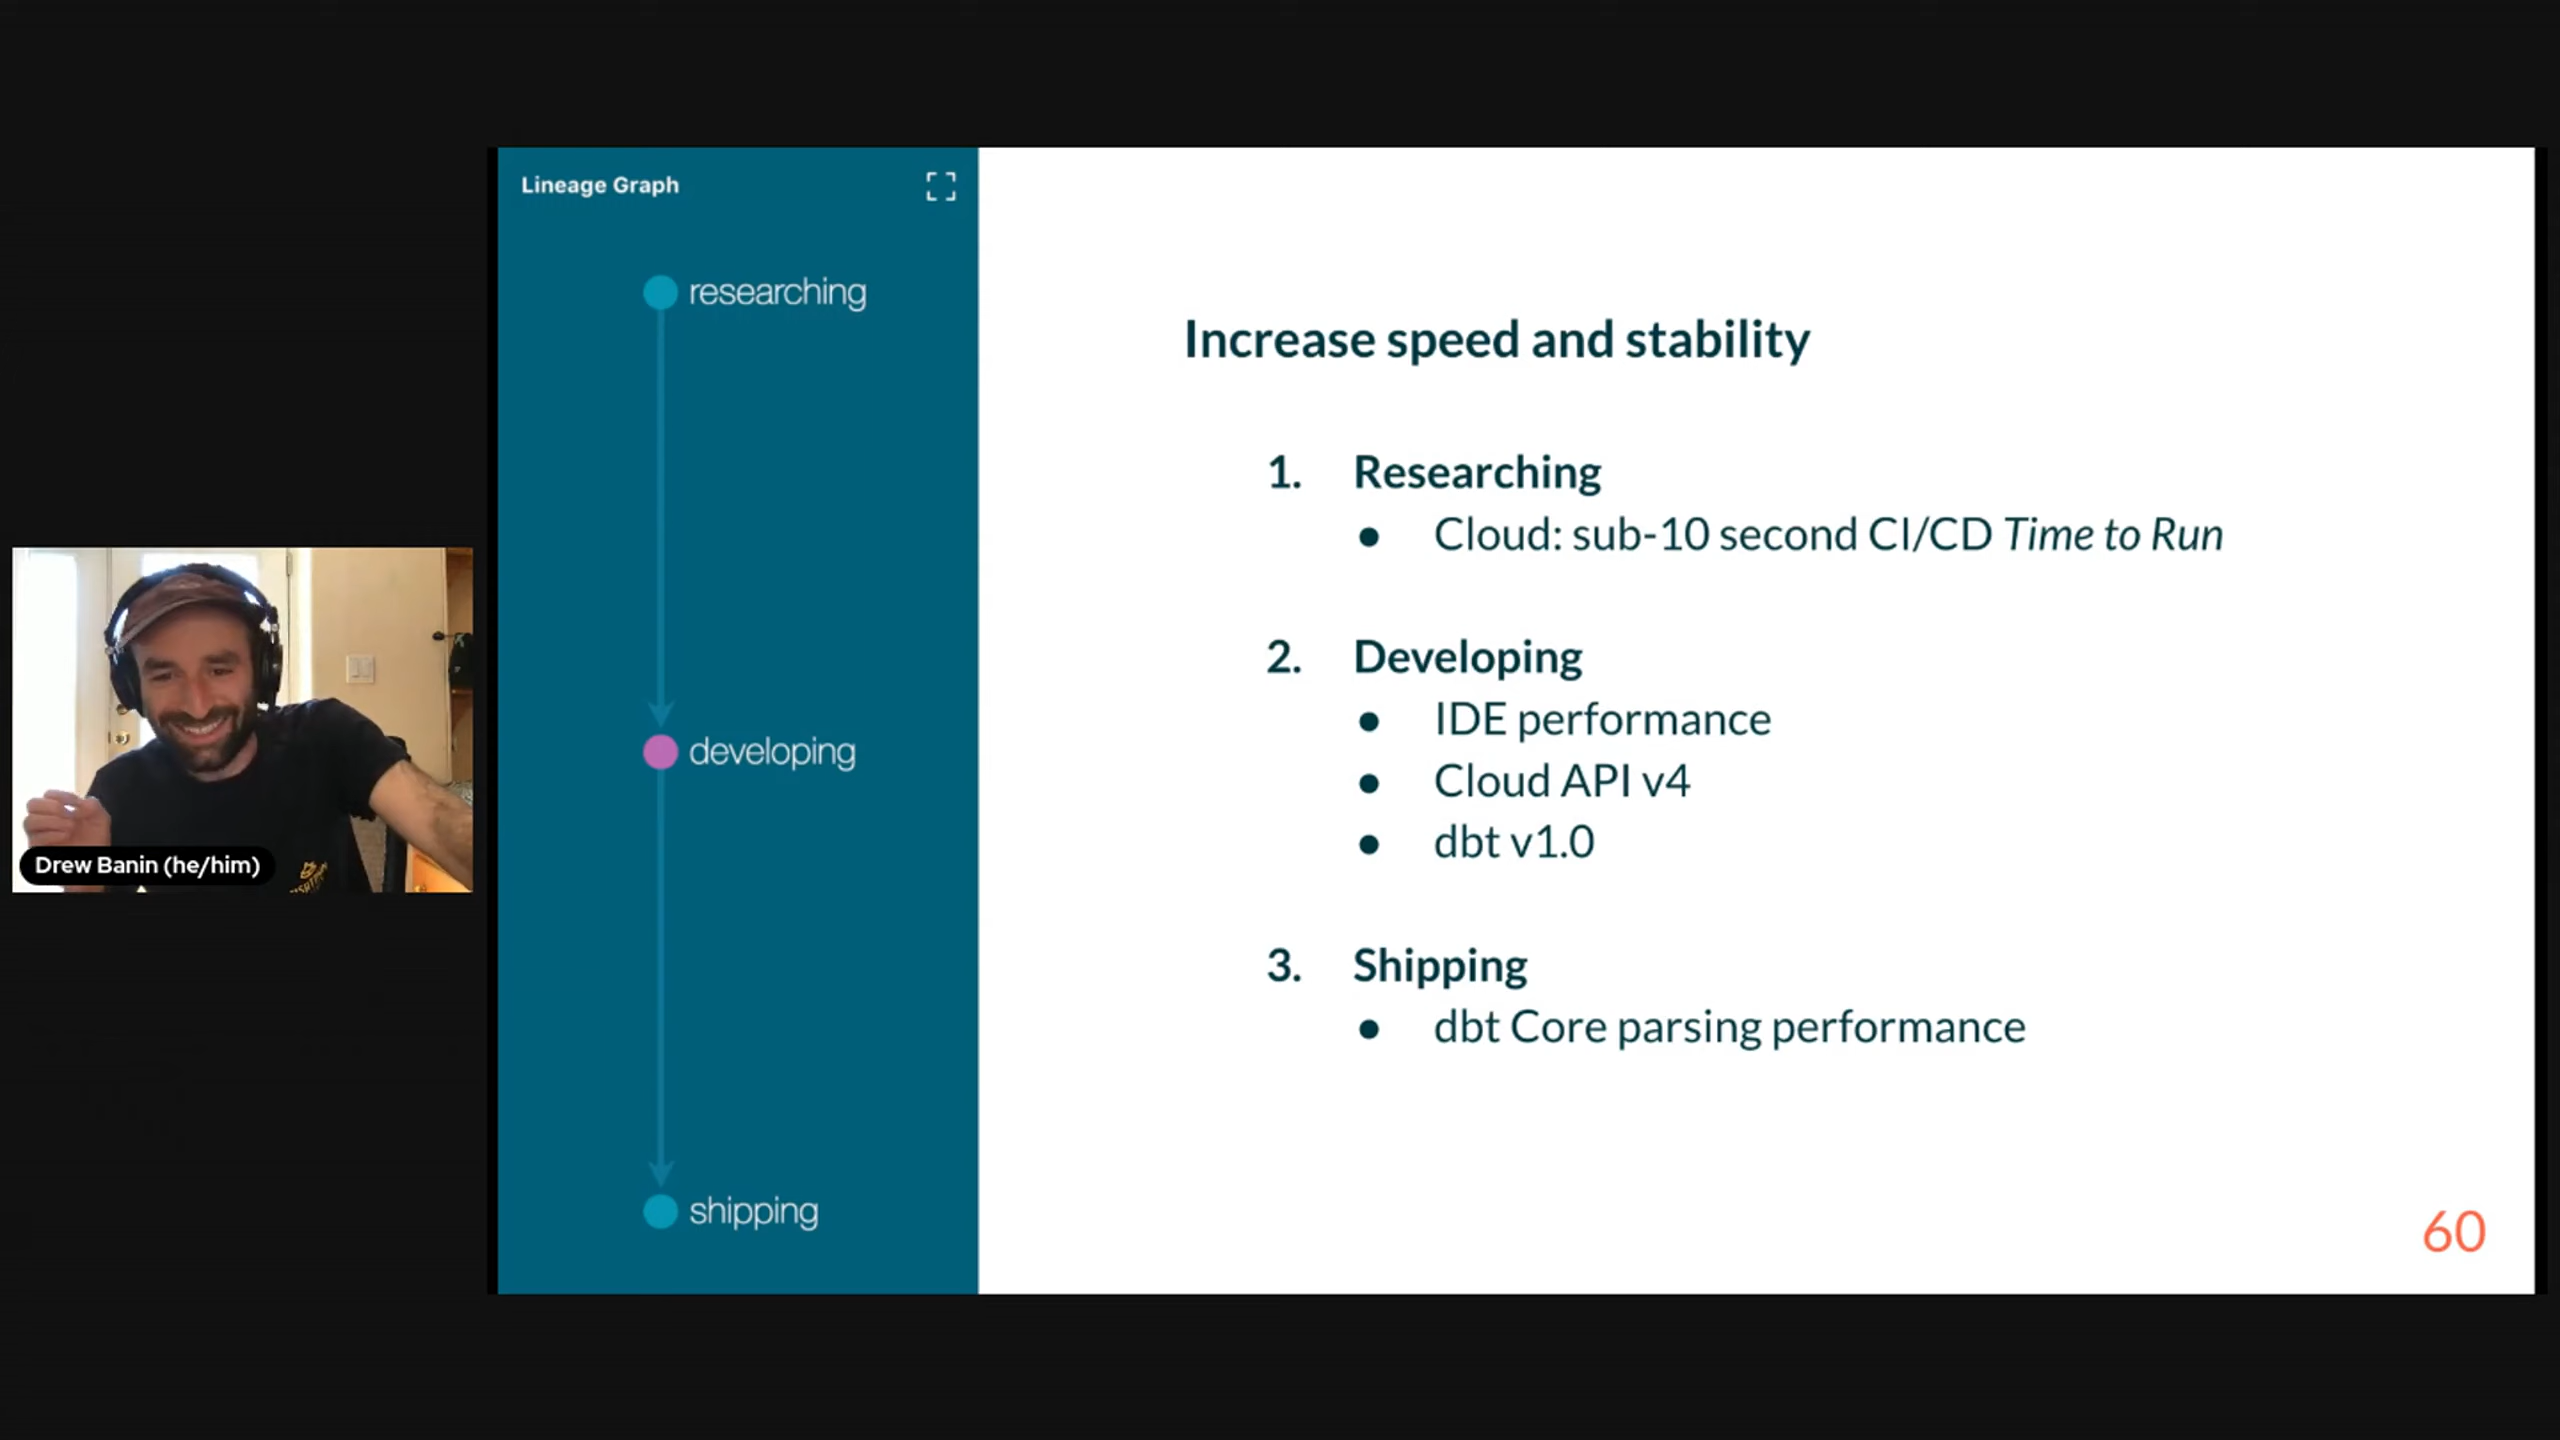 Lineage Graph
researching
developing
shipping
Increase speed and stability
1. Researching
● Cloud: sub-10 second CI/CD Time to Run
2. Developing
● IDE performance
● Cloud API v4
● dbt v1.0
3. Shipping
● dbt Core parsing performance
60
Drew Banin (he/him)